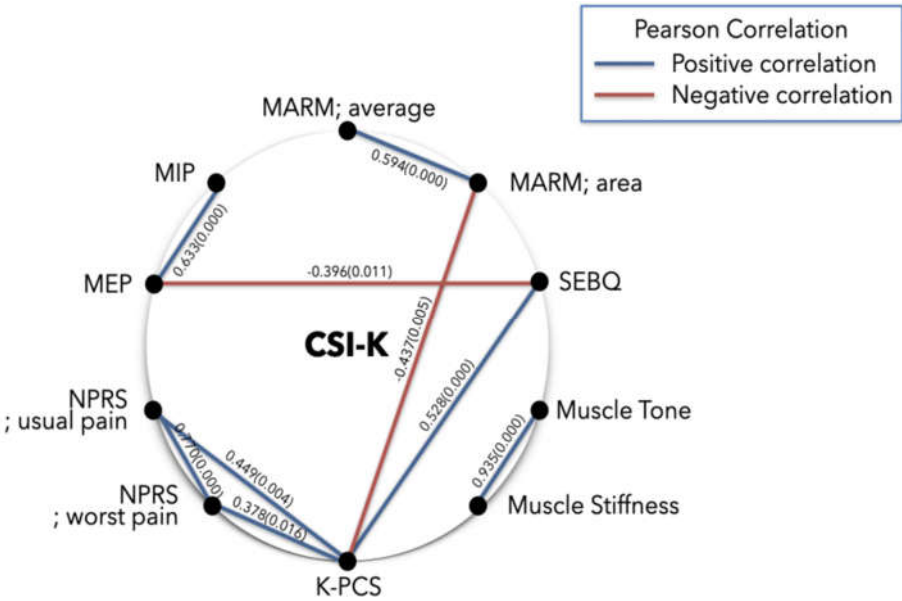 Pearson Correlation
Positive correlation
Negative correlation
MARM; average
0.594(0.000)
MIP
MARM; area
0.633(0.000)
MEP
-0.396(0.011)
SEBQ
CSI-K
-0.437(0.005)
0.528(0.000)
NPRS
; usual pain
Muscle Tone
0.770(0.000)
0.449(0.004)
0.935(0.000)
NPRS
; worst pain
0.378(0.016)
Muscle Stiffness
K-PCS